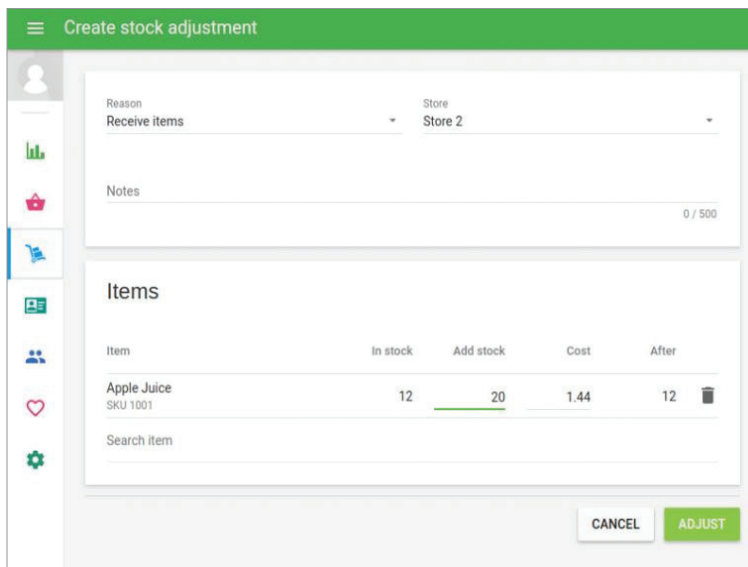 Create stock adjustment
Reason
Receive items
Store
Store 2
Notes
0 / 500
Items
Item In stock Add stock Cost After
Apple Juice
SKU 1001
12 20 1.44 12
Search item
CANCEL ADJUST